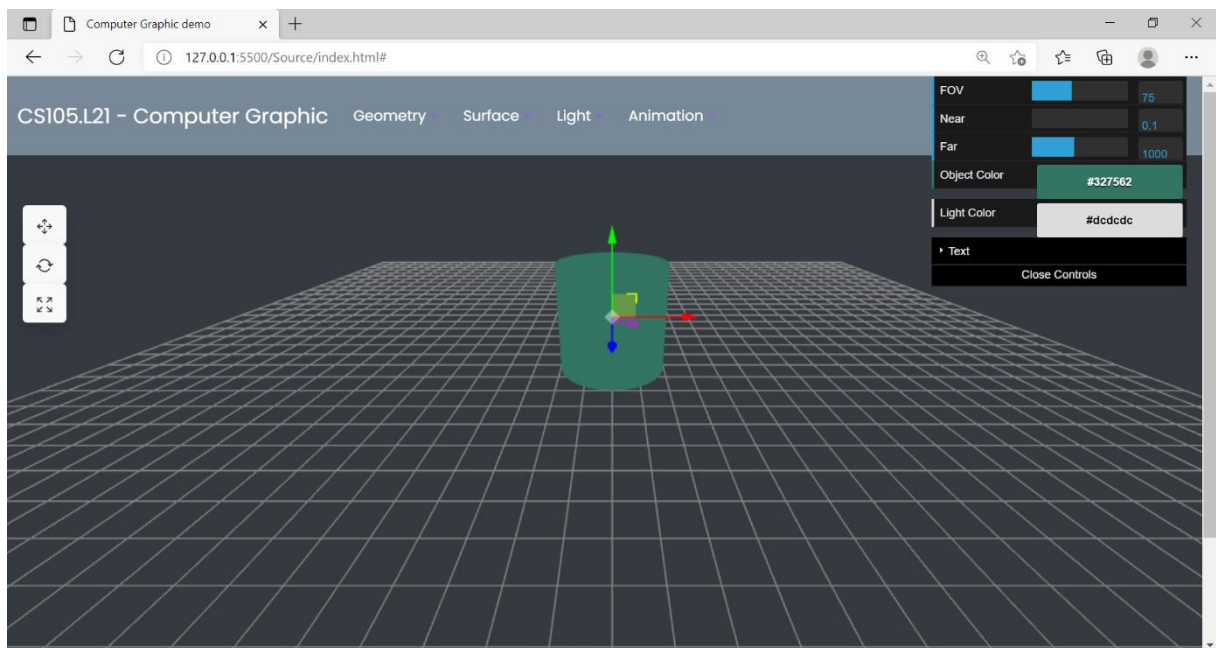 Computer Graphic demo
127.0.0.1:5500/Source/index.html#
CS105.L21 - Computer Graphic Geometry Surface Light Animation
FOV 75
Near 0.1
Far 1000
Object Color #327562
Light Color #dcdcdc
Text
Close Controls